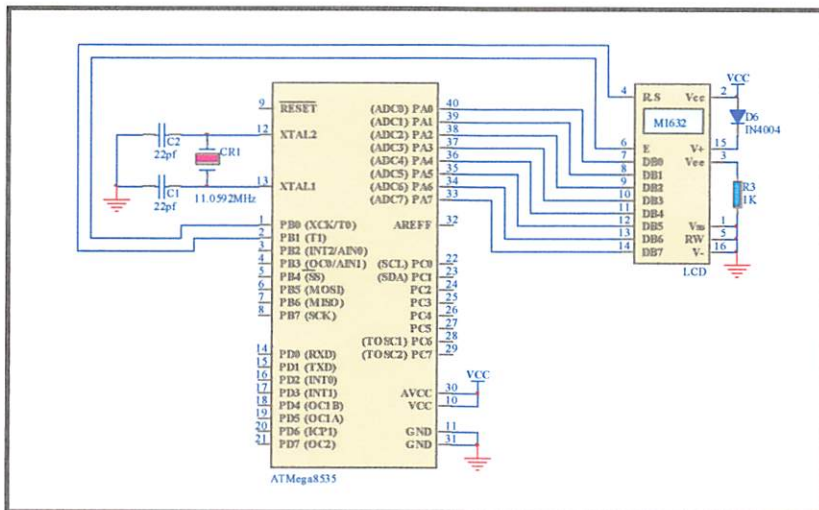 9 RESET
12 XTAL2
13 XTAL1
1 PB0 (XCK/T0)
2 PB1 (T1)
3 PB2 (INT2/AIN0)
4 PB3 (OC0/AIN1)
5 PB4 (SS)
6 PB5 (MOSI)
7 PB6 (MISO)
8 PB7 (SCK)
14 PD0 (RXD)
15 PD1 (TXD)
16 PD2 (INT0)
17 PD3 (INT1)
18 PD4 (OC1B)
19 PD5 (OC1A)
20 PD6 (ICP1)
21 PD7 (OC2)
(ADC0) PA0 40
(ADC1) PA1 39
(ADC2) PA2 38
(ADC3) PA3 37
(ADC4) PA4 36
(ADC5) PA5 35
(ADC6) PA6 34
(ADC7) PA7 33
AREFF 32
(SCL) PC0 22
(SDA) PC1 23
PC2 24
PC3 25
PC4 26
PC5 27
(TOSC1) PC6 28
(TOSC2) PC7 29
AVCC 30
VCC 10
GND 11
GND 31
ATMega8535
C2
22pf
C1
22pf
CR1
11.0592MHz
VCC
4 R.S
6 E
7 DB0
8 DB1
9 DB2
10 DB3
11 DB4
12 DB5
13 DB6
14 DB7
M1632
Vcc 2
V+ 15
Vee 3
Vss 1
RW 5
V- 16
LCD
VCC
D6
IN4004
R3
1K